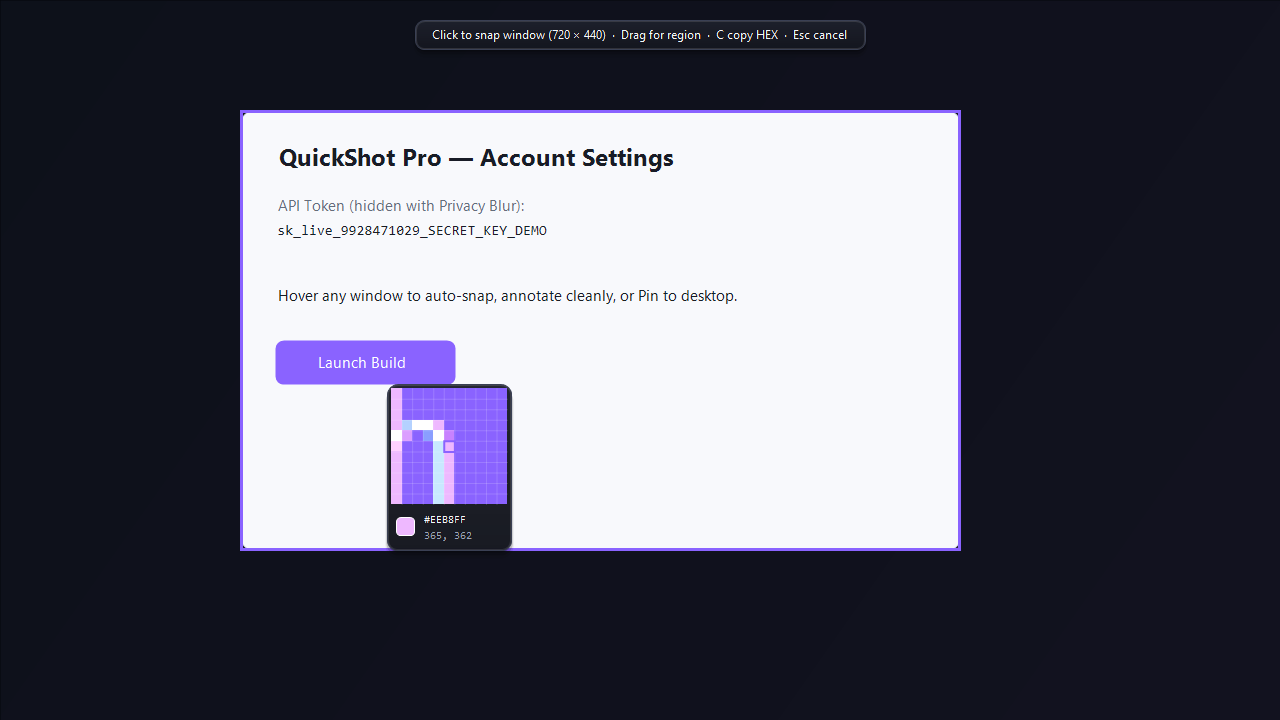 Click to snap window (720 × 440) · Drag for region · C copy HEX · Esc cancel
QuickShot Pro — Account Settings
API Token (hidden with Privacy Blur):
sk_live_9928471029_SECRET_KEY_DEMO
Hover any window to auto-snap, annotate cleanly, or Pin to desktop.
Launch Build
#EEB8FF
365, 362